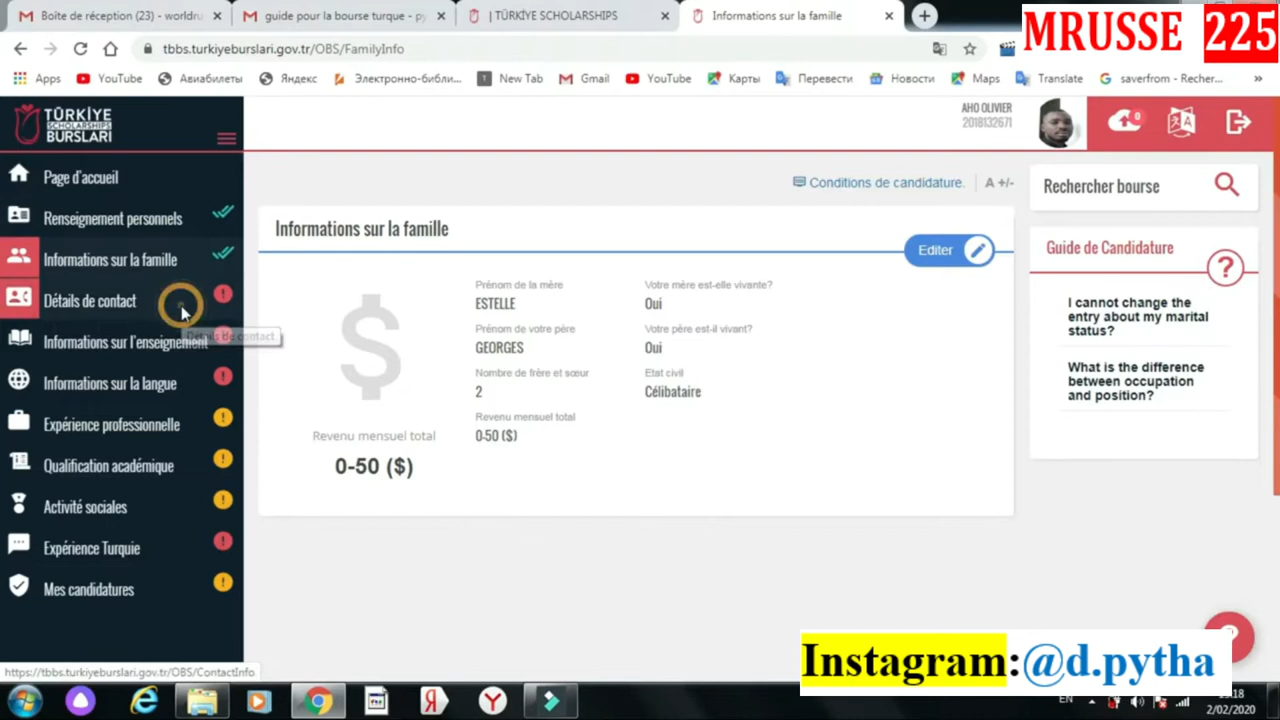 Boîte de réception (23) - worldru
guide pour la bourse turque - py
| TÜRKİYE SCHOLARSHIPS
Informations sur la famille
MRUSSE 225
tbbs.turkiyeburslari.gov.tr/OBS/FamilyInfo
Apps
YouTube
Авиабилеты
Яндекс
Электронно-библи...
New Tab
Gmail
YouTube
Карты
Перевести
Новости
Maps
Translate
saverfrom - Recher...
»
TÜRKİYE
SCHOLARSHIPS
BURSLARI
AHO OLIVIER
2018132671
0
Page d'accueil
Renseignement personnels
Informations sur la famille
Détails de contact
Détails de contact.
Informations sur l'enseignement
Informations sur la langue
Expérience professionnelle
Qualification académique
Activité sociales
Expérience Turquie
Mes candidatures
Conditions de candidature.
A +/-
Informations sur la famille
Editer
Prénom de la mère
ESTELLE
Votre mère est-elle vivante?
Oui
Prénom de votre père
GEORGES
Votre père est-il vivant?
Oui
Nombre de frère et sœur
2
Etat civil
Célibataire
Revenu mensuel total
0-50 ($)
$
Revenu mensuel total
0-50 ($)
Rechercher bourse
Guide de Candidature
?
I cannot change the
entry about my marital
status?
What is the difference
between occupation
and position?
Instagram:@d.pytha
https://tbbs.turkiyeburslari.gov.tr/OBS/ContactInfo
EN
2/02/2020